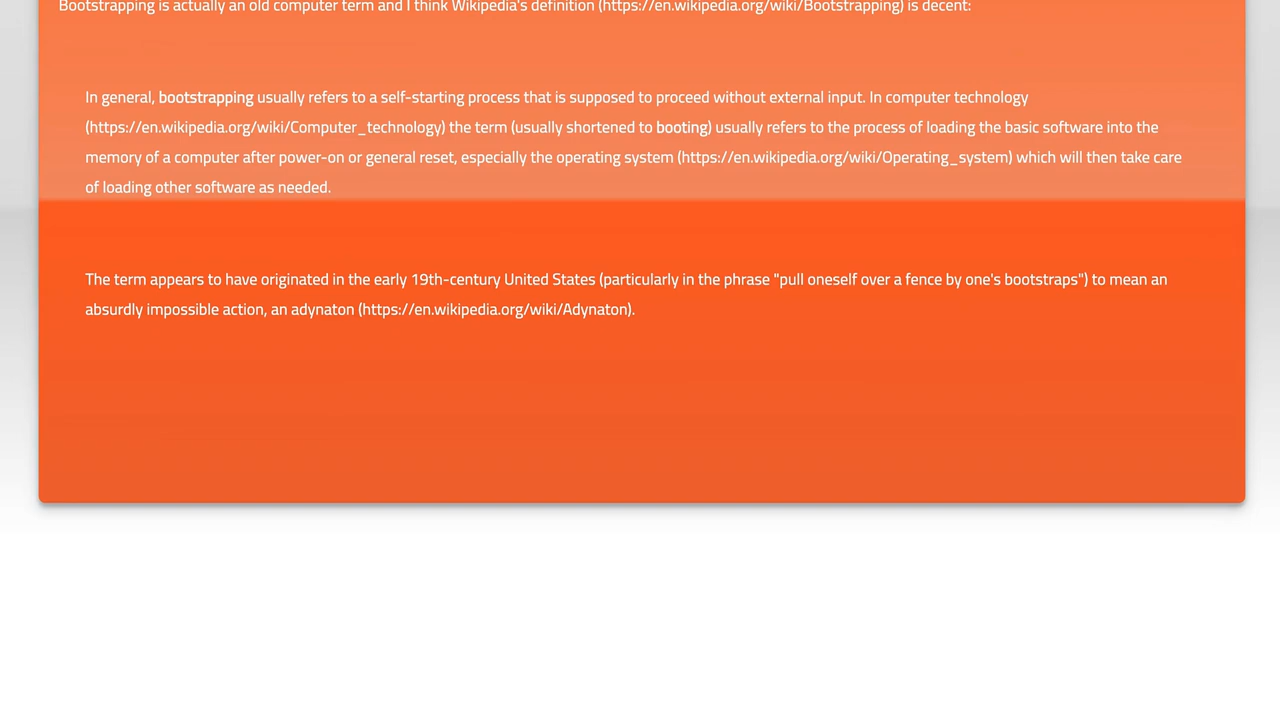 Bootstrapping is actually an old computer term and I think Wikipedia's definition (https://en.wikipedia.org/wiki/Bootstrapping) is decent:
In general, bootstrapping usually refers to a self-starting process that is supposed to proceed without external input. In computer technology
(https://en.wikipedia.org/wiki/Computer_technology) the term (usually shortened to booting) usually refers to the process of loading the basic software into the
memory of a computer after power-on or general reset, especially the operating system (https://en.wikipedia.org/wiki/Operating_system) which will then take care
of loading other software as needed.
The term appears to have originated in the early 19th-century United States (particularly in the phrase "pull oneself over a fence by one's bootstraps") to mean an
absurdly impossible action, an adynaton (https://en.wikipedia.org/wiki/Adynaton).